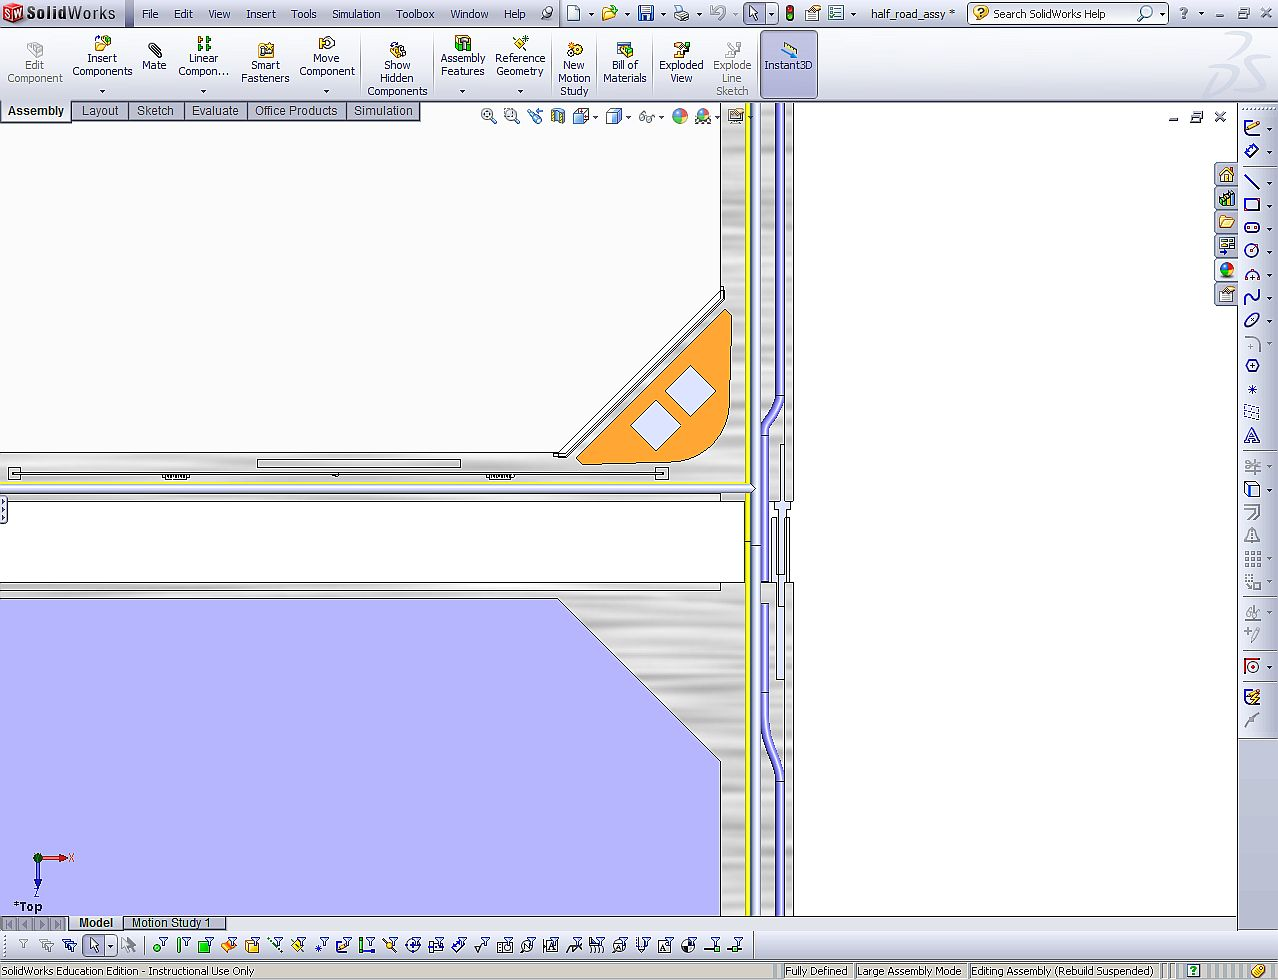 SolidWorks File Edit View Insert Tools Simulation Toolbox Window Help half_road_assy * Search SolidWorks Help
Edit Component
Insert Components
Mate
Linear Compon...
Smart Fasteners
Move Component
Show Hidden Components
Assembly Features
Reference Geometry
New Motion Study
Bill of Materials
Exploded View
Explode Line Sketch
Instant3D
Assembly Layout Sketch Evaluate Office Products Simulation
X
Z
*Top
Model Motion Study 1
SolidWorks Education Edition - Instructional Use Only Fully Defined Large Assembly Mode Editing Assembly (Rebuild Suspended)